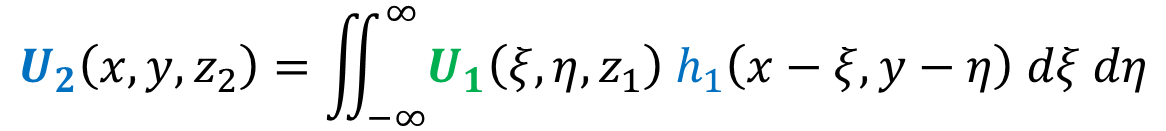 U₂(x, y, z₂) = ∬₋∞^∞ U₁(ξ, η, z₁) h₁(x − ξ, y − η) dξ dη